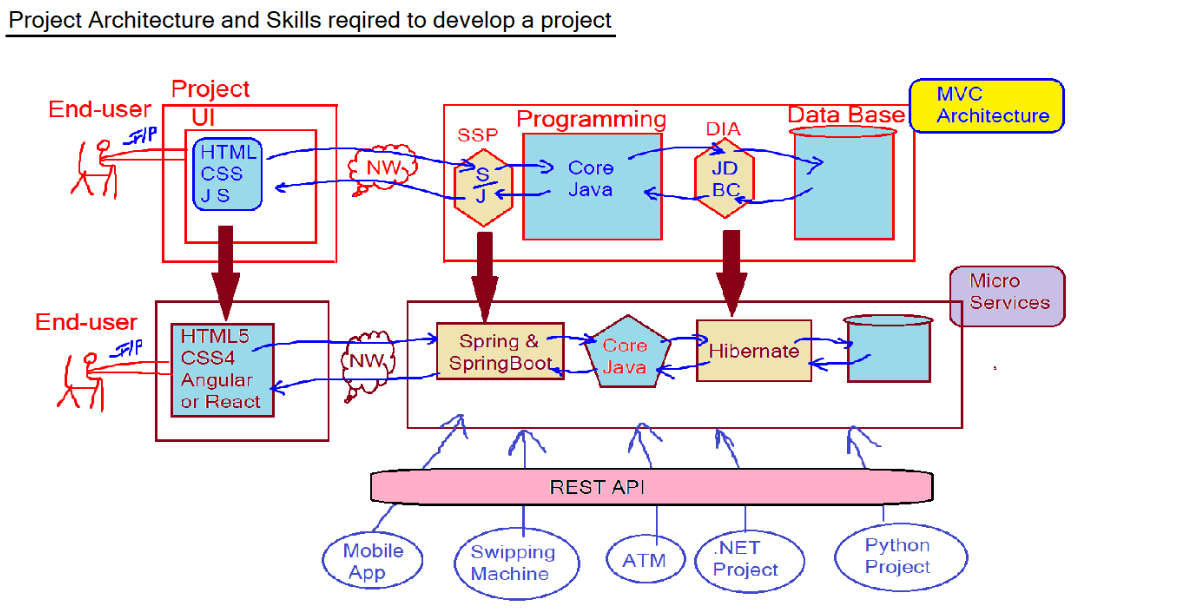 Project Architecture and Skills reqired to develop a project
Project
End-user
I/P
UI
HTML
CSS
J S
NW
SSP
S
J
Programming
Core
Java
DIA
JD
BC
Data Base
MVC
Architecture
Micro
Services
End-user
I/P
HTML5
CSS4
Angular
or React
NW
Spring &
SpringBoot
Core
Java
Hibernate
REST API
Mobile
App
Swipping
Machine
ATM
.NET
Project
Python
Project